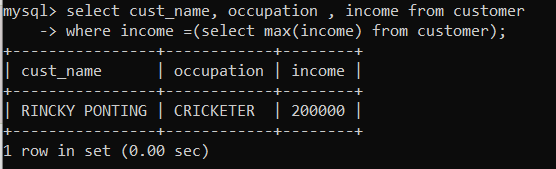 mysql> select cust_name, occupation , income from customer
    -> where income =(select max(income) from customer);
+----------------+------------+--------+
| cust_name      | occupation | income |
+----------------+------------+--------+
| RINCKY PONTING | CRICKETER  | 200000 |
+----------------+------------+--------+
1 row in set (0.00 sec)